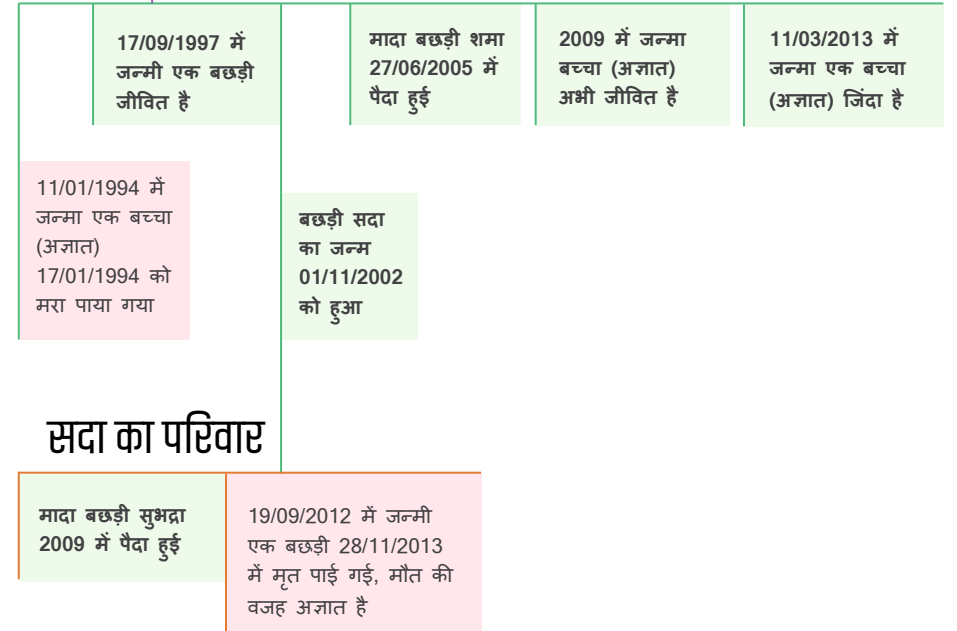 17/09/1997 में
जन्मी एक बछड़ी
जीवित है
मादा बछड़ी शमा
27/06/2005 में
पैदा हुई
2009 में जन्मा
बच्चा (अज्ञात)
अभी जीवित है
11/03/2013 में
जन्मा एक बच्चा
(अज्ञात) जिंदा है
11/01/1994 में
जन्मा एक बच्चा
(अज्ञात)
17/01/1994 को
मरा पाया गया
बछड़ी सदा
का जन्म
01/11/2002
को हुआ
सदा का परिवार
मादा बछड़ी सुभद्रा
2009 में पैदा हुई
19/09/2012 में जन्मी
एक बछड़ी 28/11/2013
में मृत पाई गई, मौत की
वजह अज्ञात है